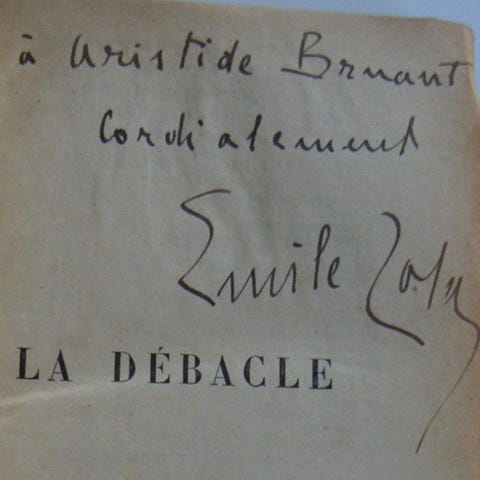 à Aristide Bruant
Cordialement
Emile Zola
LA DÉBACLE